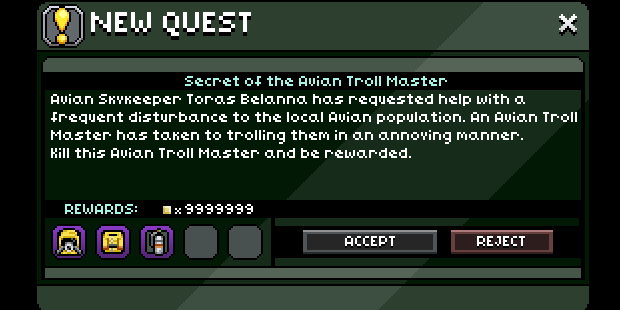 NEW QUEST
Secret of the Avian Troll Master
Avian Skykeeper Toras Belanna has requested help with a
frequent disturbance to the local Avian population. An Avian Troll
Master has taken to trolling them in an annoying manner.
Kill this Avian Troll Master and be rewarded.
REWARDS: x9999999
ACCEPT REJECT